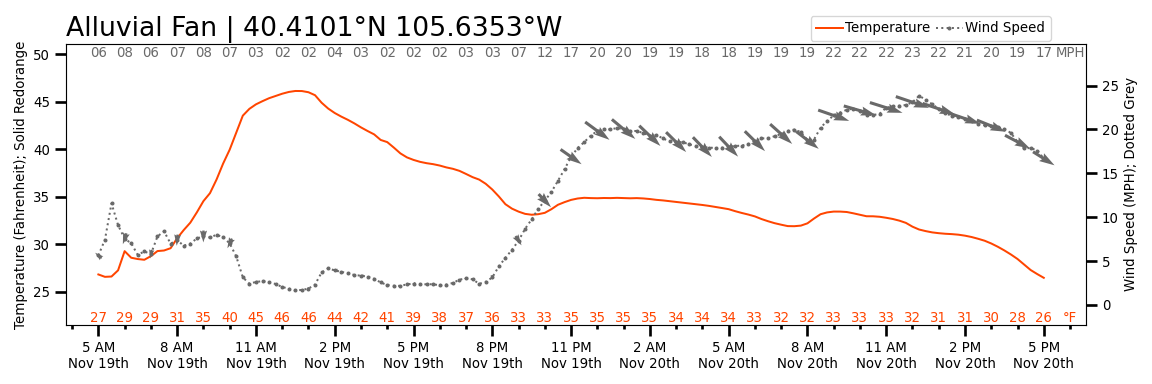 Alluvial Fan | 40.4101°N 105.6353°W
Temperature
Wind Speed
06 08 06 07 08 07 03 02 02 04 03 02 02 02 03 03 07 12 17 20 20 19 19 18 18 19 19 19 22 22 22 23 22 21 20 19 17 MPH
Temperature (Fahrenheit); Solid Redorange
50
45
40
35
30
25
25
20
15
10
5
0
Wind Speed (MPH); Dotted Grey
27 29 29 31 35 40 45 46 46 44 42 41 39 38 37 36 33 33 35 35 35 35 34 34 34 33 32 32 33 33 33 32 31 31 30 28 26 °F
5 AM 8 AM 11 AM 2 PM 5 PM 8 PM 11 PM 2 AM 5 AM 8 AM 11 AM 2 PM 5 PM
Nov 19th Nov 19th Nov 19th Nov 19th Nov 19th Nov 19th Nov 19th Nov 20th Nov 20th Nov 20th Nov 20th Nov 20th Nov 20th